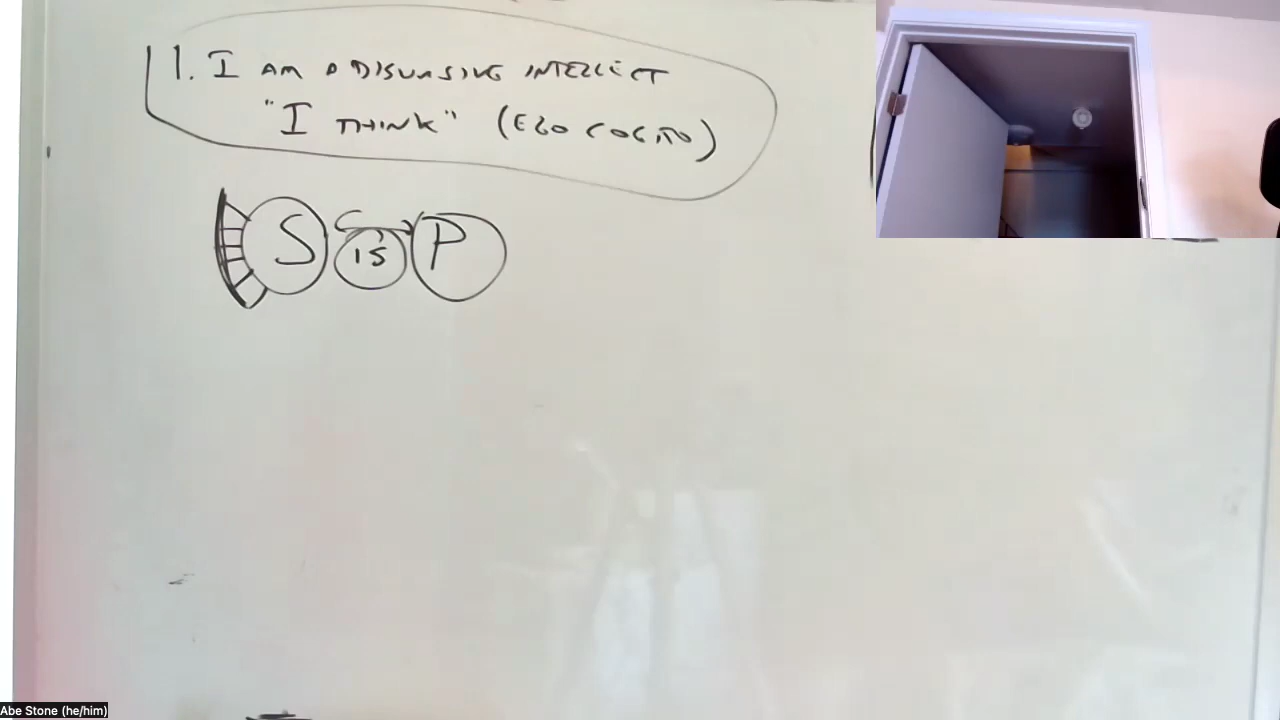 1. I AM A DISCURSIVE INTELLECT
"I THINK" (EGO COGITO)
S is P
Abe Stone (he/him)